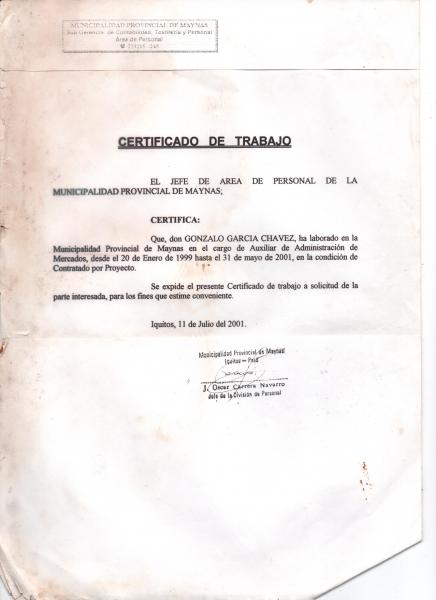 MUNICIPALIDAD PROVINCIAL DE MAYNAS
Sub Gerencia de Contabilidad, Tesorería y Personal
Area de Personal
CERTIFICADO DE TRABAJO
EL JEFE DE AREA DE PERSONAL DE LA
MUNICIPALIDAD PROVINCIAL DE MAYNAS;
CERTIFICA:
Que, don GONZALO GARCIA CHAVEZ, ha laborado en la
Municipalidad Provincial de Maynas en el cargo de Auxiliar de Administración de
Mercados, desde el 20 de Enero de 1999 hasta el 31 de mayo de 2001, en la condición de
Contratado por Proyecto.
Se expide el presente Certificado de trabajo a solicitud de la
parte interesada, para los fines que estime conveniente.
Iquitos, 11 de Julio del 2001.
Municipalidad Provincial de Maynas
Iquitos - Perú
J. Oscar Carrera Navarro
Jefe de la División de Personal